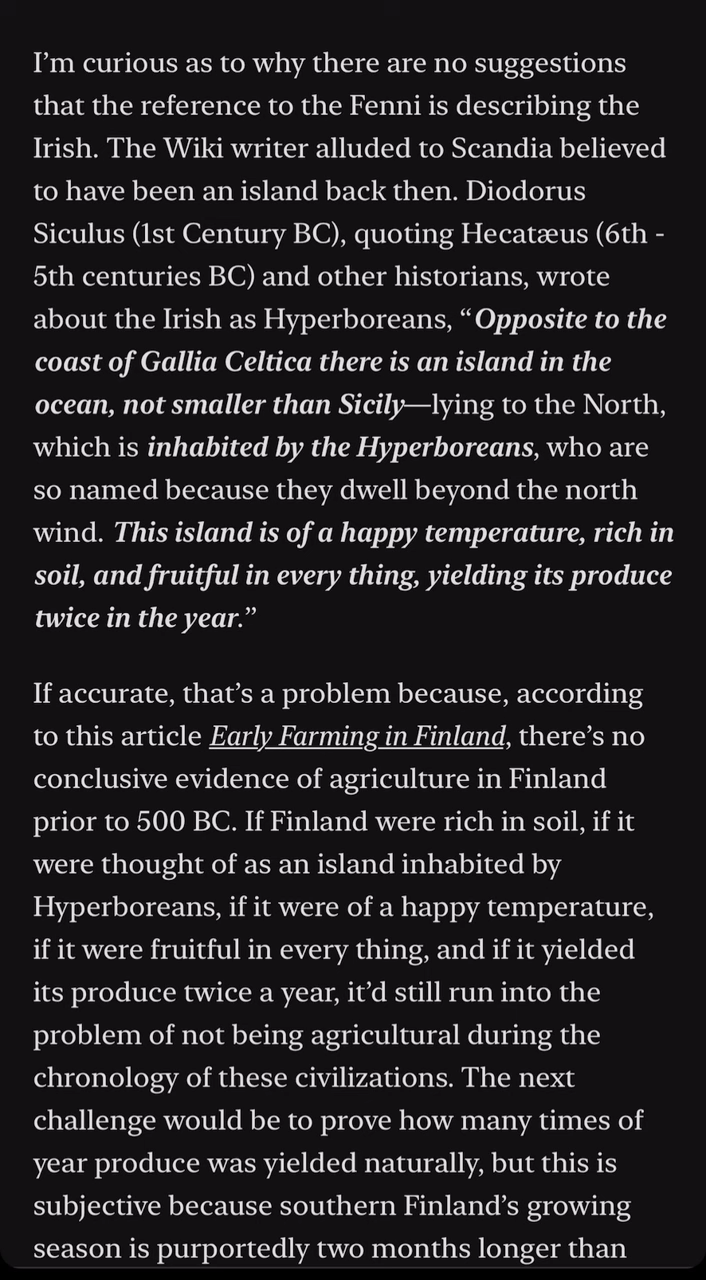 I’m curious as to why there are no suggestions
that the reference to the Fenni is describing the
Irish. The Wiki writer alluded to Scandia believed
to have been an island back then. Diodorus
Siculus (1st Century BC), quoting Hecatæus (6th -
5th centuries BC) and other historians, wrote
about the Irish as Hyperboreans, “Opposite to the
coast of Gallia Celtica there is an island in the
ocean, not smaller than Sicily—lying to the North,
which is inhabited by the Hyperboreans, who are
so named because they dwell beyond the north
wind. This island is of a happy temperature, rich in
soil, and fruitful in every thing, yielding its produce
twice in the year.”
If accurate, that’s a problem because, according
to this article Early Farming in Finland, there’s no
conclusive evidence of agriculture in Finland
prior to 500 BC. If Finland were rich in soil, if it
were thought of as an island inhabited by
Hyperboreans, if it were of a happy temperature,
if it were fruitful in every thing, and if it yielded
its produce twice a year, it’d still run into the
problem of not being agricultural during the
chronology of these civilizations. The next
challenge would be to prove how many times of
year produce was yielded naturally, but this is
subjective because southern Finland’s growing
season is purportedly two months longer than